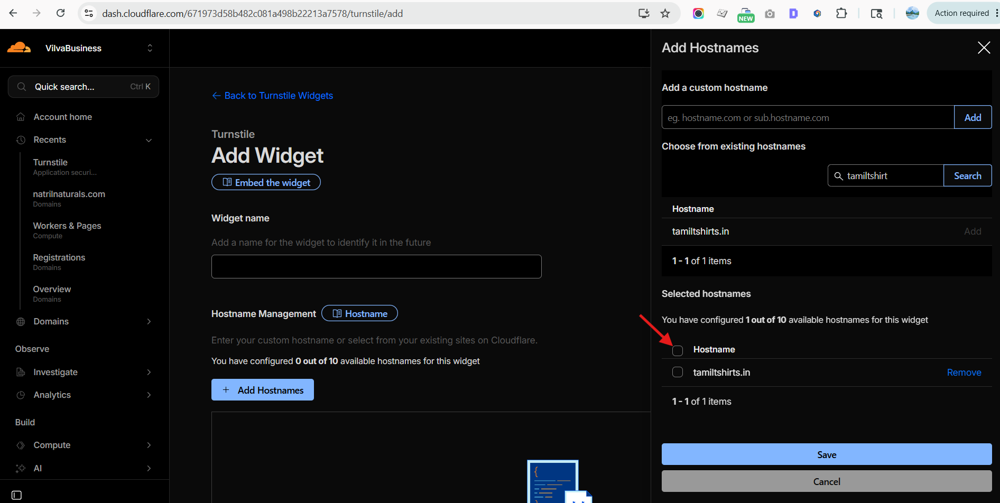 dash.cloudflare.com/671973d58b482c081a498b22213a7578/turnstile/add
NEW
Action required
VilvaBusiness
Quick search...
Ctrl K
Account home
Recents
Turnstile
Application securi...
natrilnaturals.com
Domains
Workers & Pages
Compute
Registrations
Domains
Overview
Domains
Domains
Observe
Investigate
Analytics
Build
Compute
AI
Back to Turnstile Widgets
Turnstile
Add Widget
Embed the widget
Widget name
Add a name for the widget to identify it in the future
Hostname Management
Hostname
Enter your custom hostname or select from your existing sites on Cloudflare.
You have configured 0 out of 10 available hostnames for this widget
+ Add Hostnames
Add Hostnames
Add a custom hostname
eg. hostname.com or sub.hostname.com
Add
Choose from existing hostnames
tamiltshirt
Search
Hostname
tamiltshirts.in
Add
1 - 1 of 1 items
Selected hostnames
You have configured 1 out of 10 available hostnames for this widget
Hostname
tamiltshirts.in
Remove
1 - 1 of 1 items
Save
Cancel